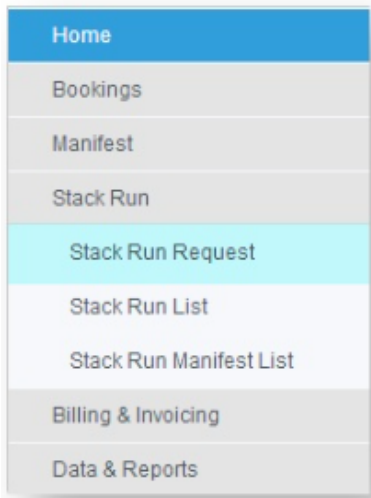 Home
Bookings
Manifest
Stack Run
Stack Run Request
Stack Run List
Stack Run Manifest List
Billing & Invoicing
Data & Reports